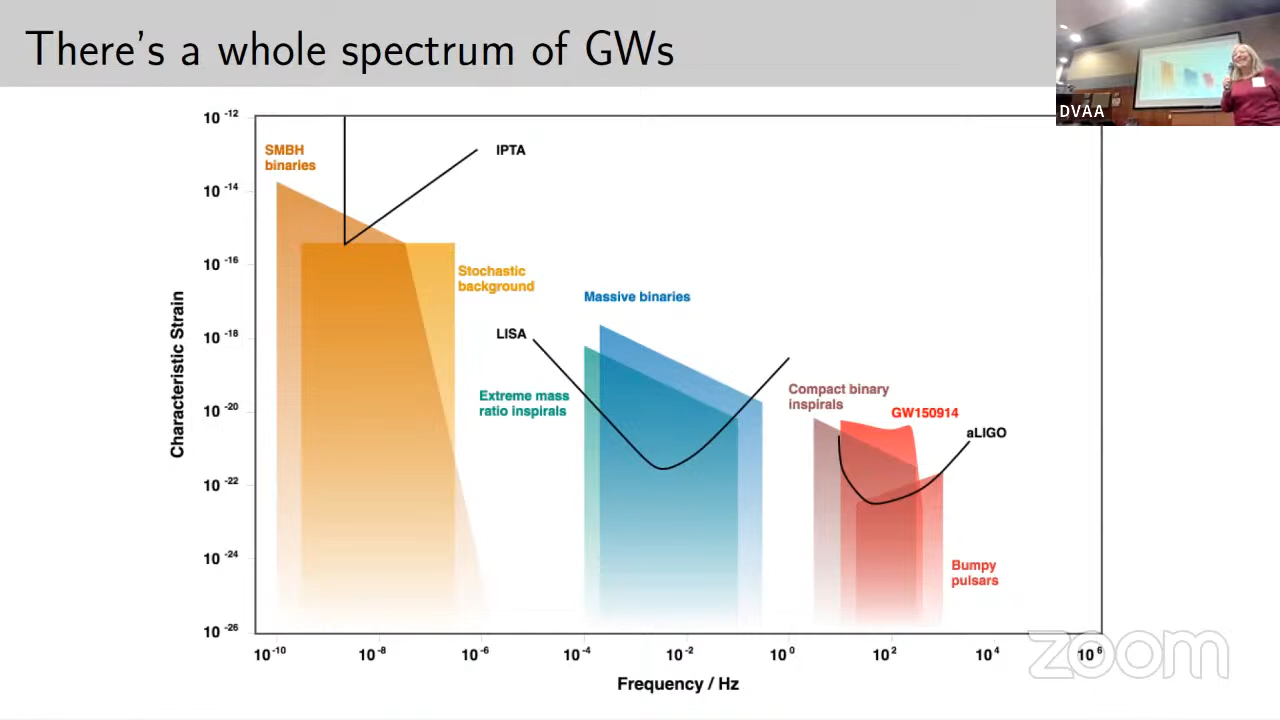 There's a whole spectrum of GWs
DVAA
10 -12
10 -14
10 -16
10 -18
10 -20
10 -22
10 -24
10 -26
Characteristic Strain
SMBH
binaries
IPTA
Stochastic
background
Massive binaries
LISA
Extreme mass
ratio inspirals
Compact binary
inspirals
GW150914
aLIGO
Bumpy
pulsars
10-10
10-8
10-6
10-4
10-2
100
102
104
106
Frequency / Hz
zoom